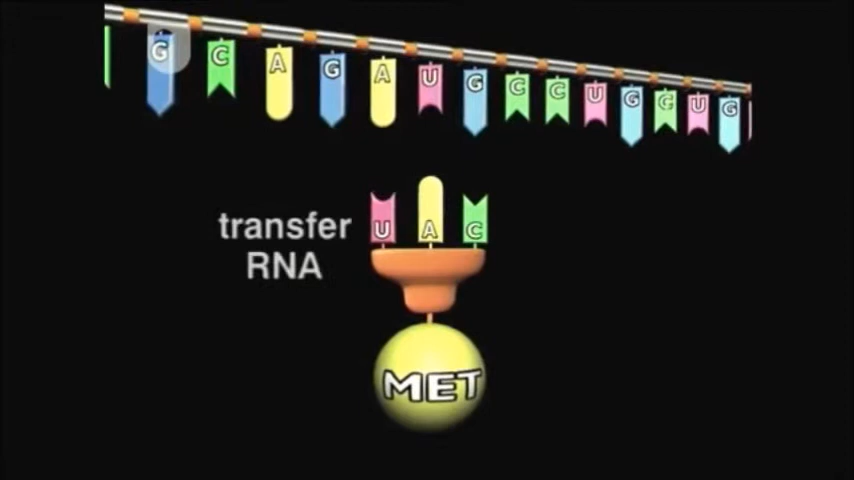 G C A G A U G C C U G C U G
transfer
RNA
U A C
MET